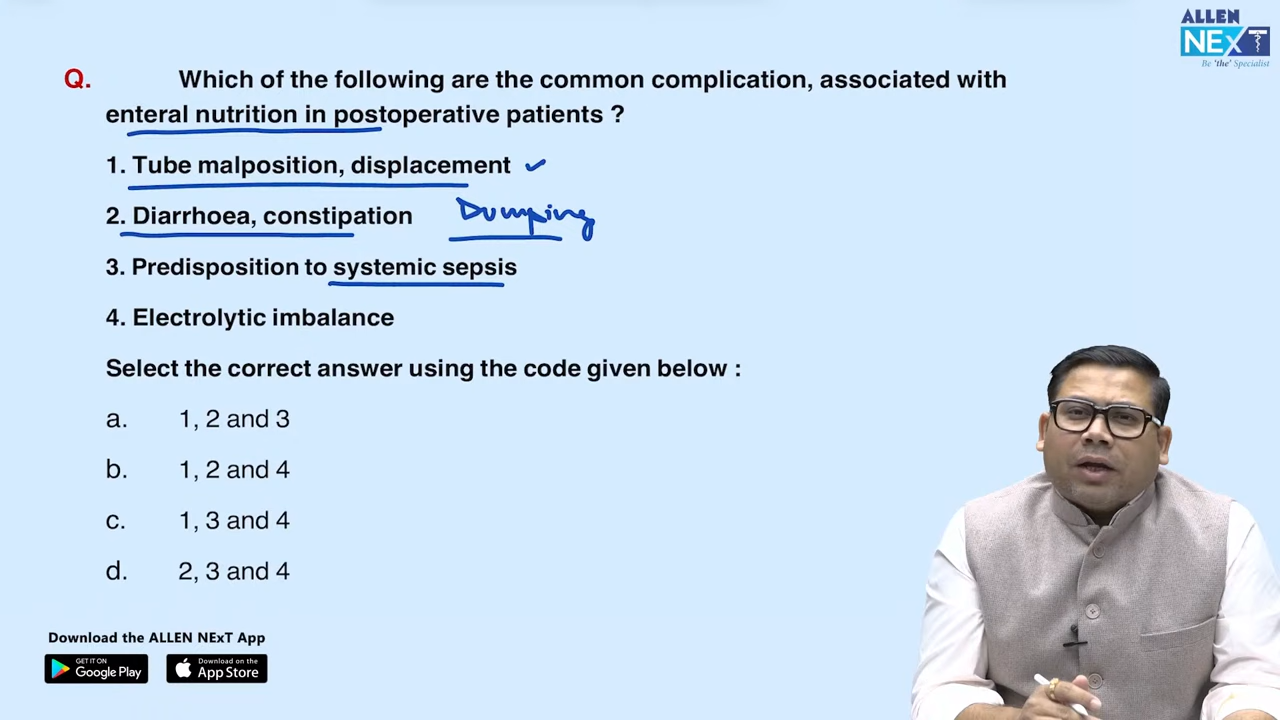 ALLEN
NExT
Be 'the' Specialist
Q. Which of the following are the common complication, associated with
enteral nutrition in postoperative patients ?
1. Tube malposition, displacement
2. Diarrhoea, constipation Dumping
3. Predisposition to systemic sepsis
4. Electrolytic imbalance
Select the correct answer using the code given below :
a. 1, 2 and 3
b. 1, 2 and 4
c. 1, 3 and 4
d. 2, 3 and 4
Download the ALLEN NExT App
GET IT ON
Google Play
Download on the
App Store